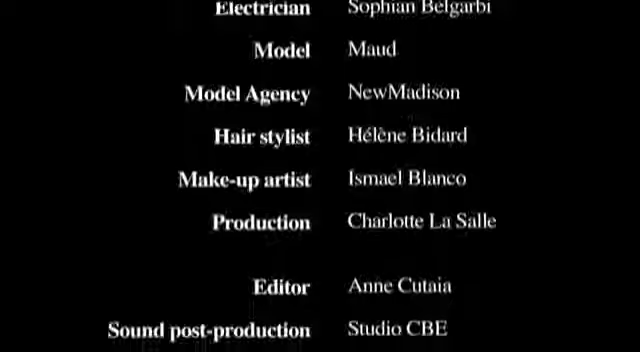 Electrician Sophian Belgarbi
Model Maud
Model Agency NewMadison
Hair stylist Hélène Bidard
Make-up artist Ismael Blanco
Production Charlotte La Salle
Editor Anne Cutaia
Sound post-production Studio CBE